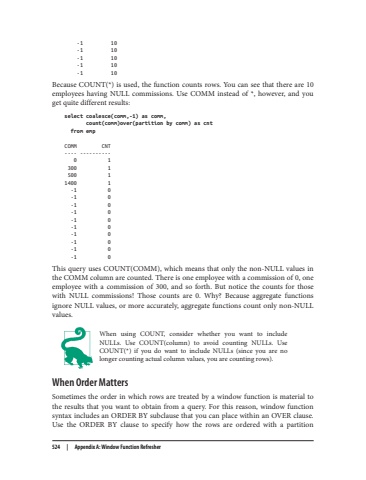 -1 10
-1 10
-1 10
-1 10
-1 10
Because COUNT(*) is used, the function counts rows. You can see that there are 10
employees having NULL commissions. Use COMM instead of *, however, and you
get quite different results:
select coalesce(comm,-1) as comm,
count(comm)over(partition by comm) as cnt
from emp
COMM CNT
---- ----------
0 1
300 1
500 1
1400 1
-1 0
-1 0
-1 0
-1 0
-1 0
-1 0
-1 0
-1 0
-1 0
-1 0
This query uses COUNT(COMM), which means that only the non-NULL values in
the COMM column are counted. There is one employee with a commission of 0, one
employee with a commission of 300, and so forth. But notice the counts for those
with NULL commissions! Those counts are 0. Why? Because aggregate functions
ignore NULL values, or more accurately, aggregate functions count only non-NULL
values.
When using COUNT, consider whether you want to include
NULLs. Use COUNT(column) to avoid counting NULLs. Use
COUNT(*) if you do want to include NULLs (since you are no
longer counting actual column values, you are counting rows).
When Order Matters
Sometimes the order in which rows are treated by a window function is material to
the results that you want to obtain from a query. For this reason, window function
syntax includes an ORDER BY subclause that you can place within an OVER clause.
Use the ORDER BY clause to specify how the rows are ordered with a partition
524 | Appendix A: Window Function Refresher